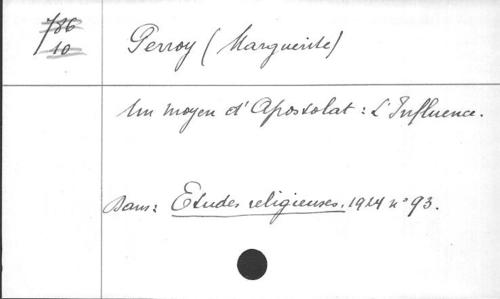 786
10
Perroy (Marguerite)
Un moyen d'Apostolat : L'Influence.
Dans: Etudes religieuses. 1924 n° 93.